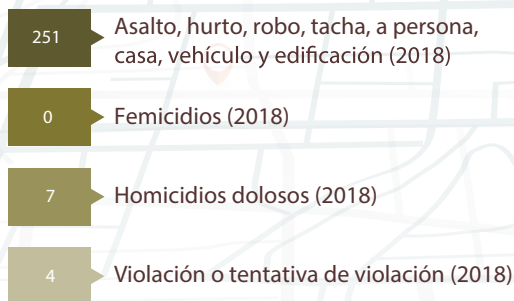 251
Asalto, hurto, robo, tacha, a persona,
casa, vehículo y edificación (2018)
0
Femicidios (2018)
7
Homicidios dolosos (2018)
4
Violación o tentativa de violación (2018)